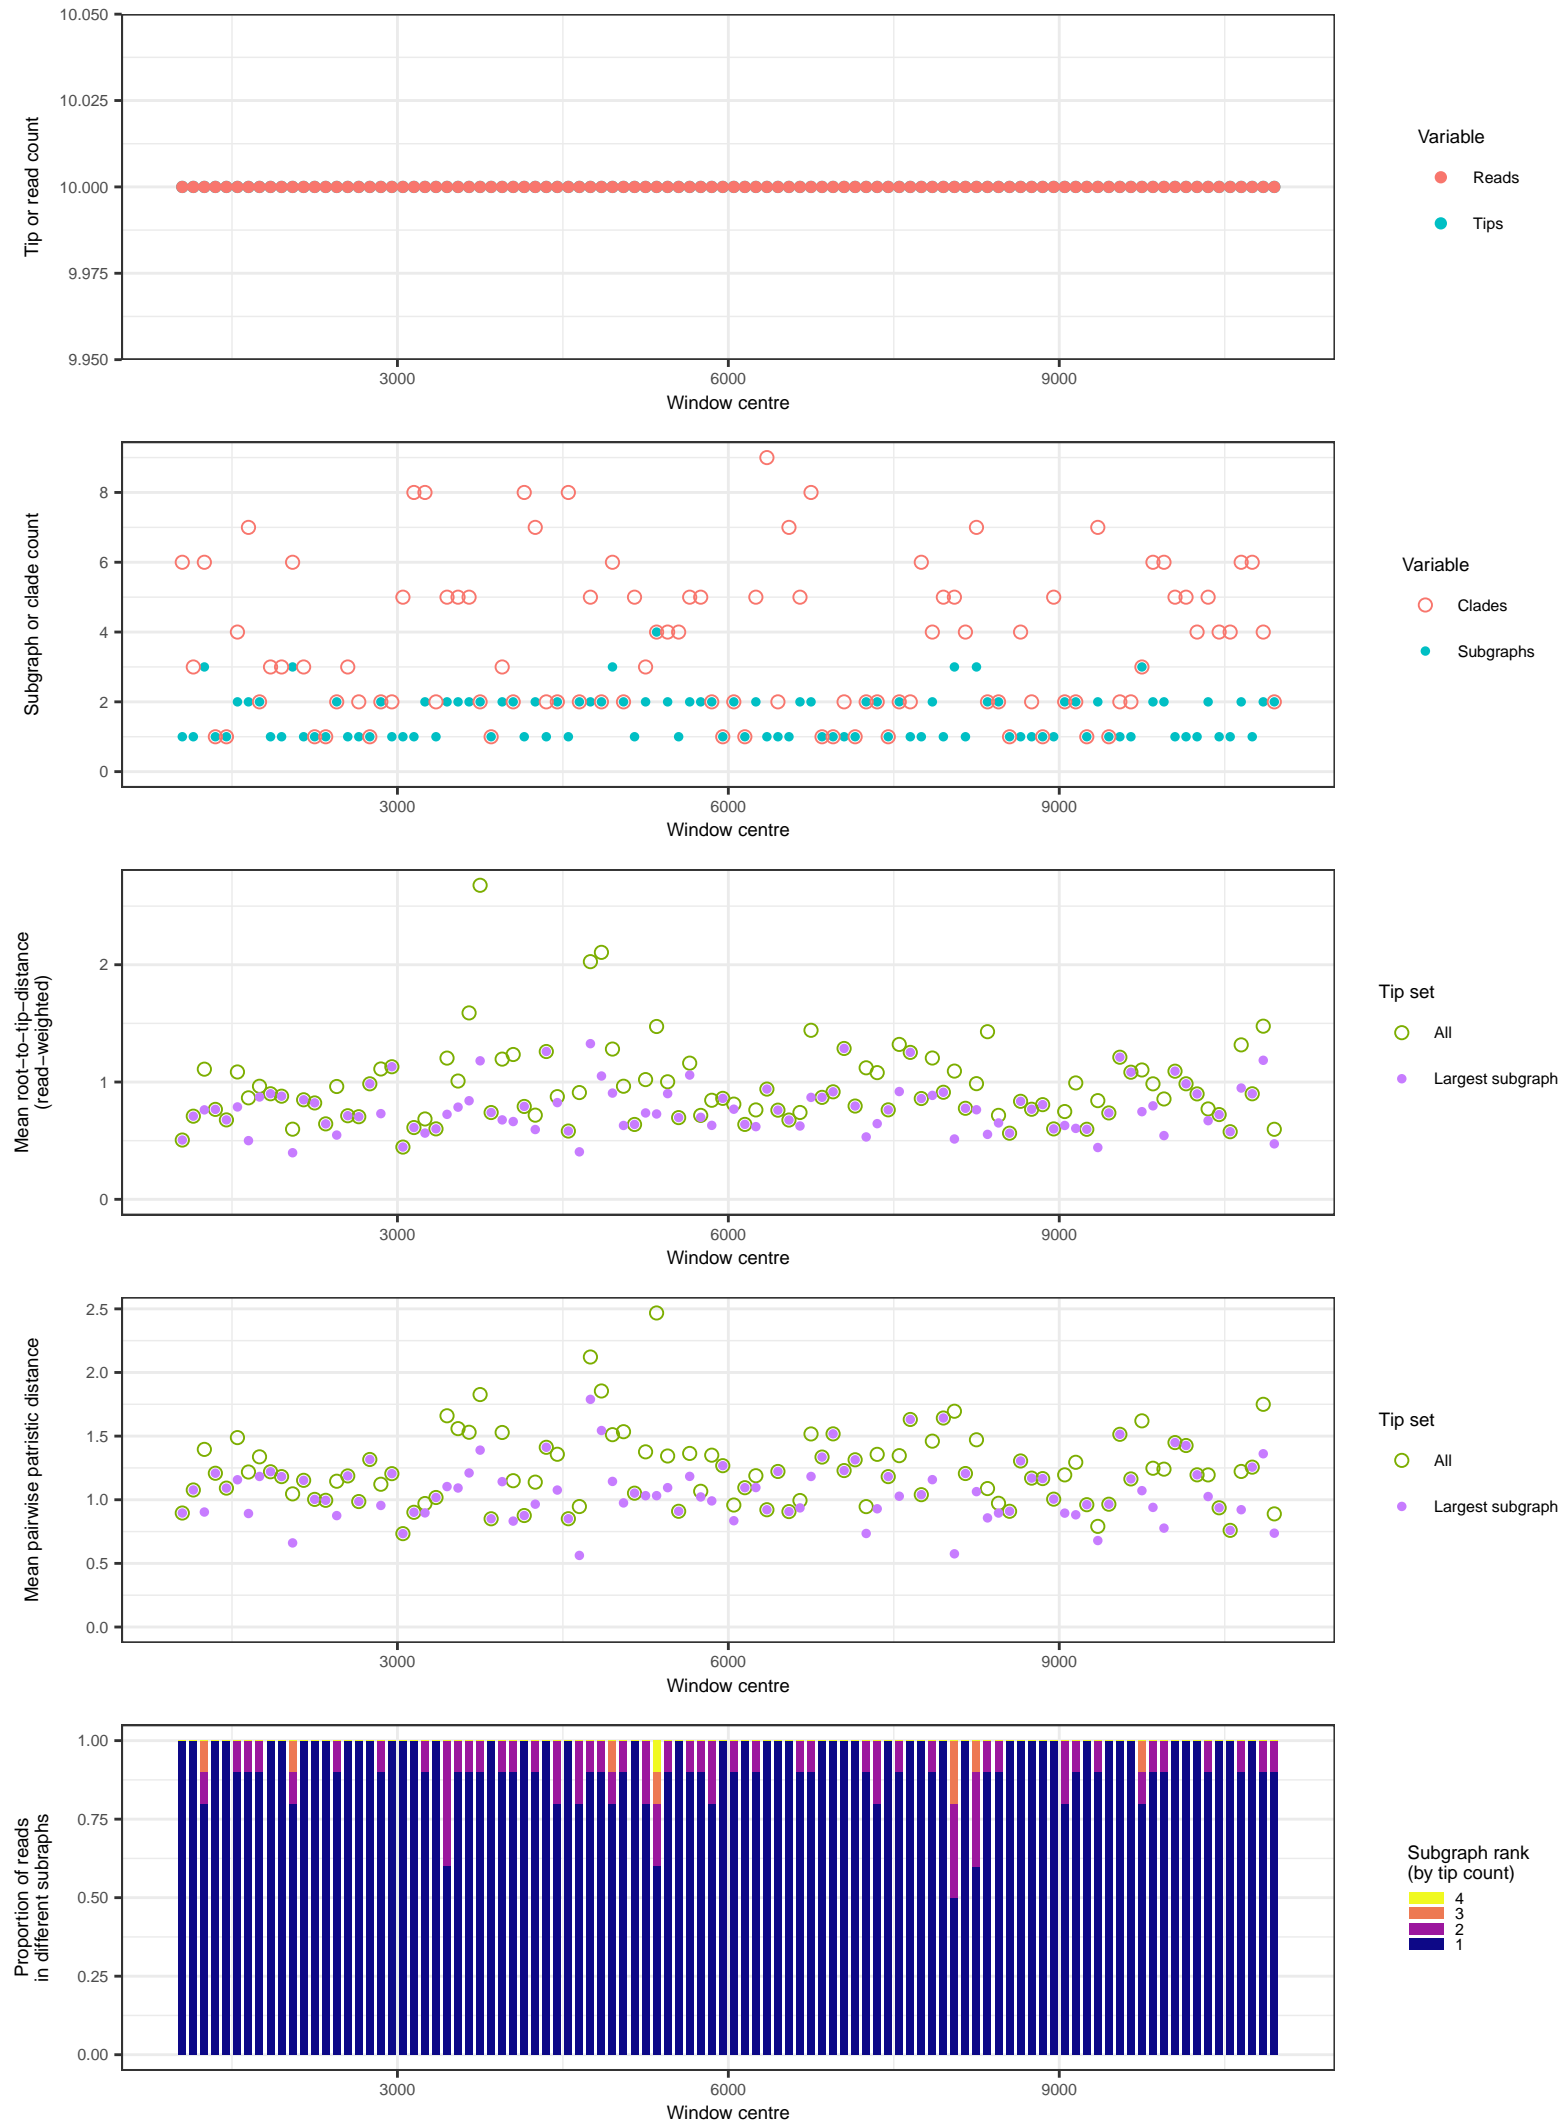 10.050
10.025
10.000
9.975
9.950
Tip or read count
3000
6000
9000
Window centre
Variable
Reads
Tips
8
6
4
2
0
Subgraph or clade count
3000
6000
9000
Window centre
Variable
Clades
Subgraphs
2
1
0
Mean root−to−tip−distance
(read−weighted)
3000
6000
9000
Window centre
Tip set
All
Largest subgraph
2.5
2.0
1.5
1.0
0.5
0.0
Mean pairwise patristic distance
3000
6000
9000
Window centre
Tip set
All
Largest subgraph
1.00
0.75
0.50
0.25
0.00
Proportion of reads
in different subraphs
3000
6000
9000
Window centre
Subgraph rank
(by tip count)
4
3
2
1